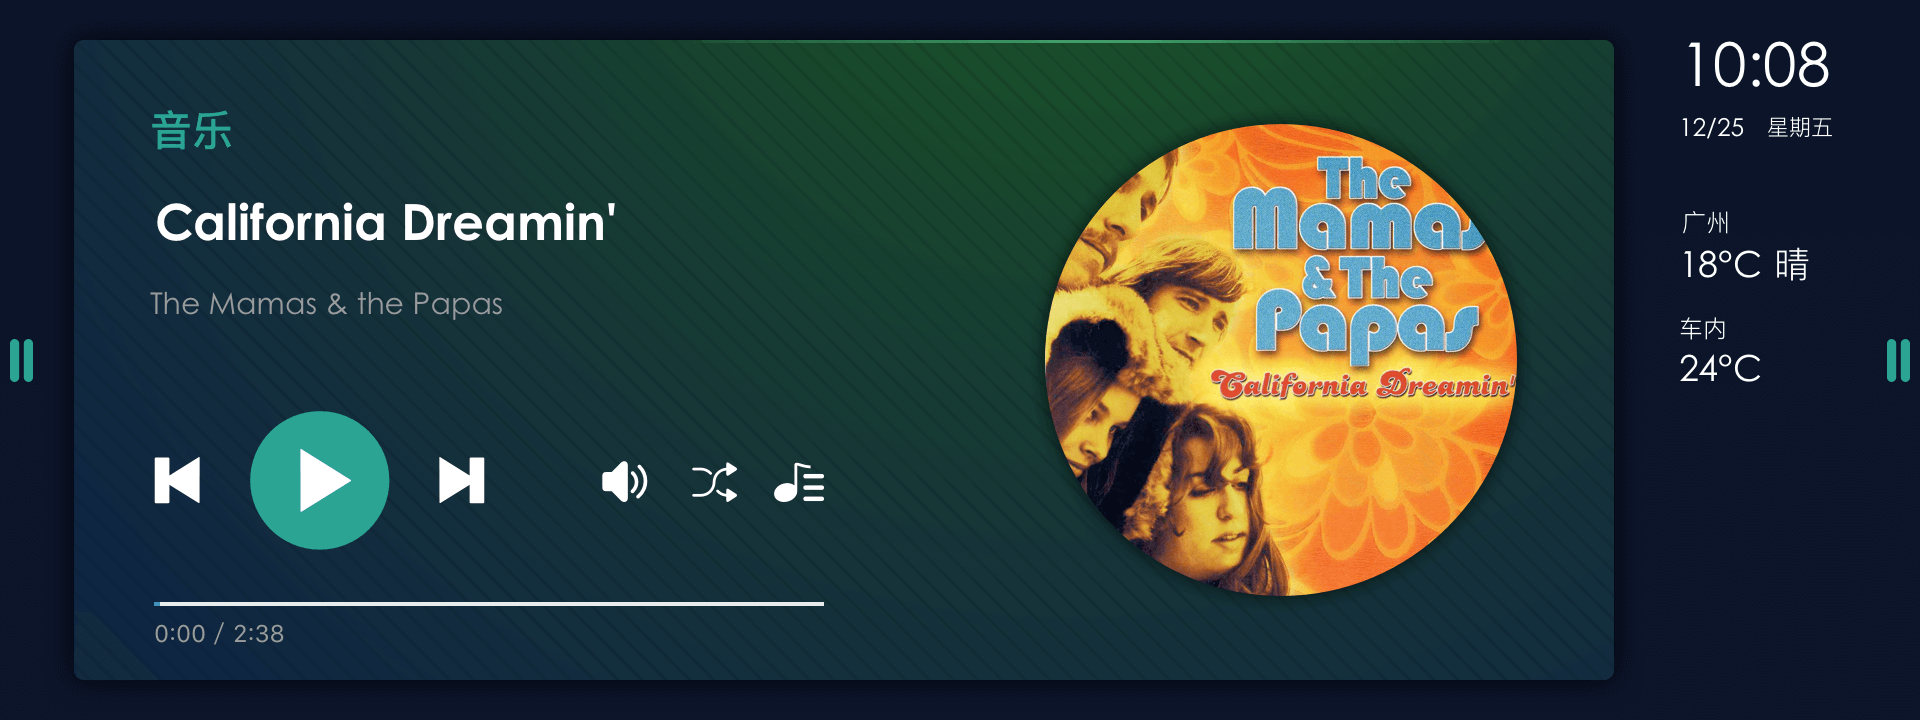 音乐
California Dreamin'
The Mamas & the Papas
0:00 / 2:38
The
Mamas
& The
Papas
California Dreamin'
10:08
12/25 星期五
广州
18°C 晴
车内
24°C